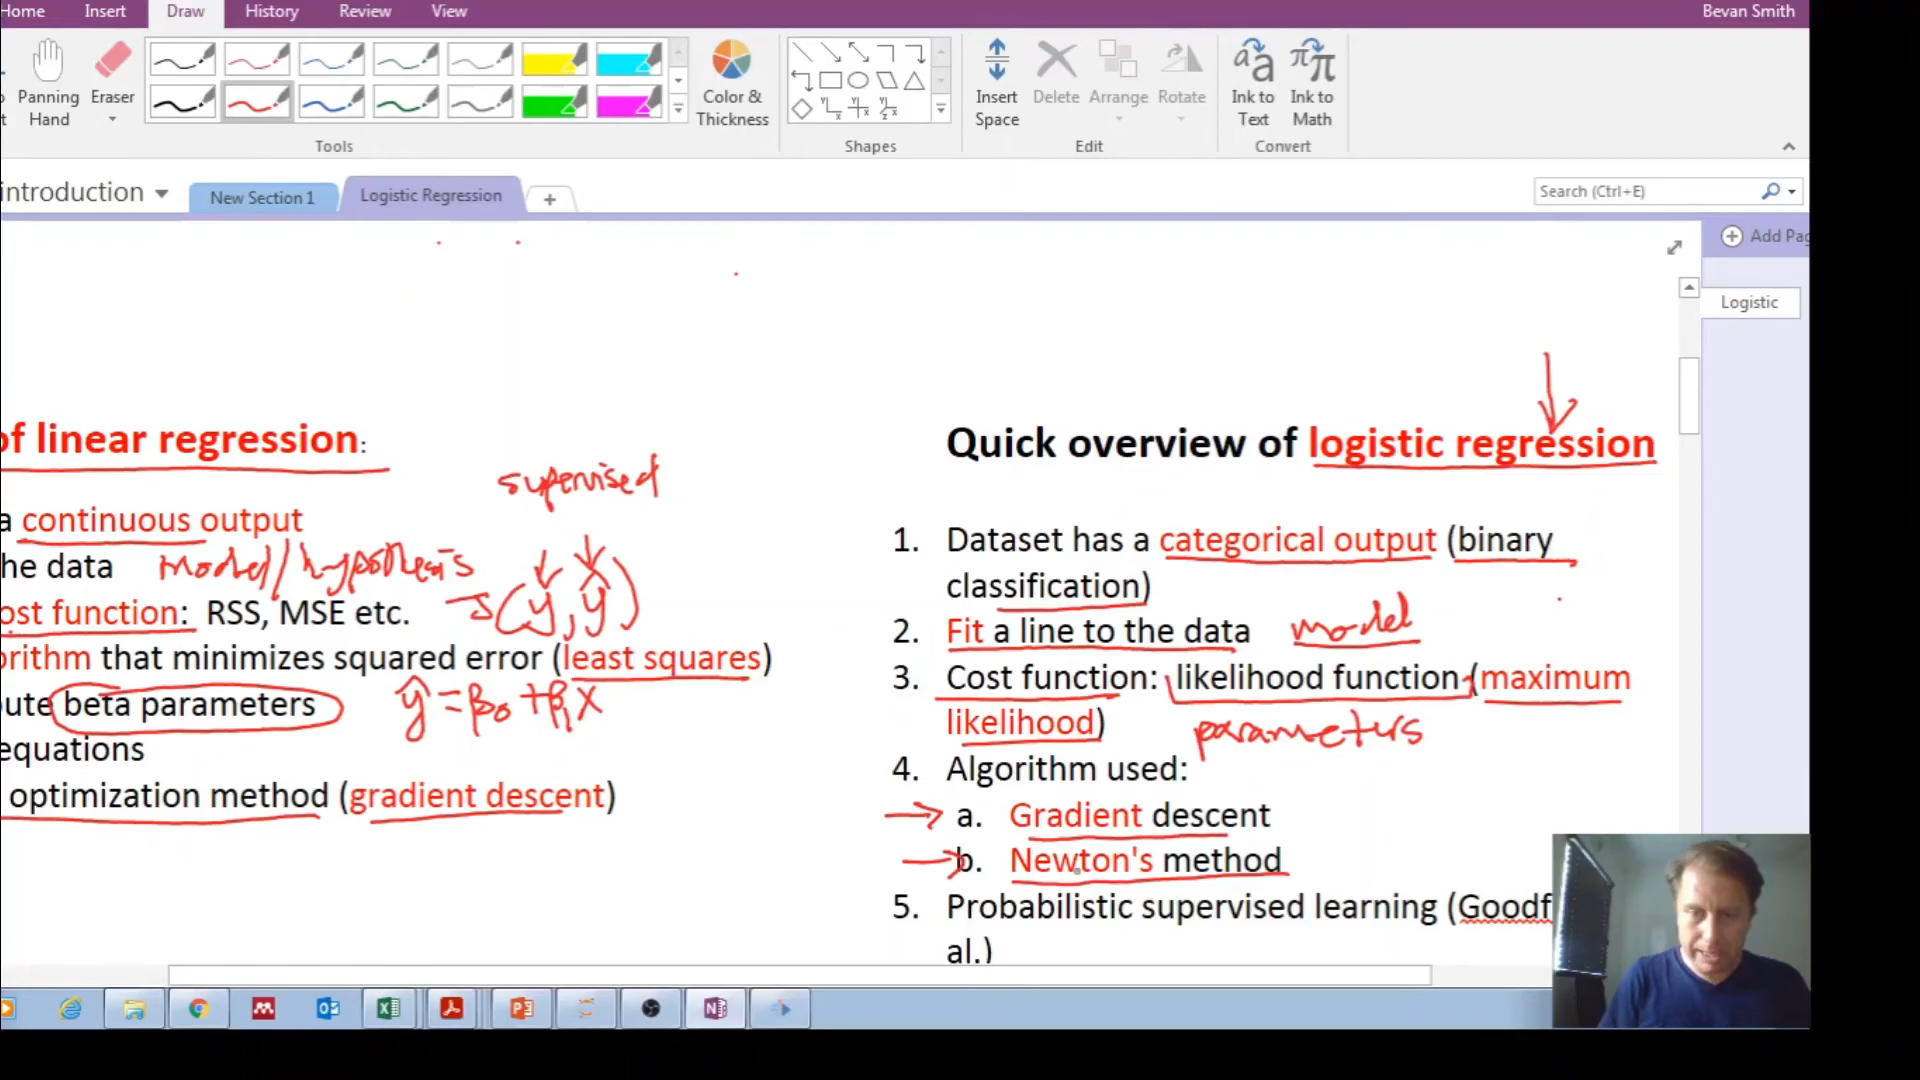 Home Insert Draw History Review View Bevan Smith
Panning Hand
Eraser
Color & Thickness
Insert Space
Delete
Arrange
Rotate
Ink to Text
Ink to Math
Tools Shapes Edit Convert
introduction New Section 1 Logistic Regression + Search (Ctrl+E)
Add Pag
Logistic
of linear regression:
supervised
a continuous output
he data model/hypothesis
ost function: RSS, MSE etc. (y, ŷ)
rithm that minimizes squared error (least squares)
ute beta parameters ŷ = β0 + β1 x
equations
optimization method (gradient descent)
Quick overview of logistic regression
1. Dataset has a categorical output (binary
classification)
2. Fit a line to the data model
3. Cost function: likelihood function (maximum
likelihood) parameters
4. Algorithm used:
a. Gradient descent
b. Newton's method
5. Probabilistic supervised learning (Goodf
al.)